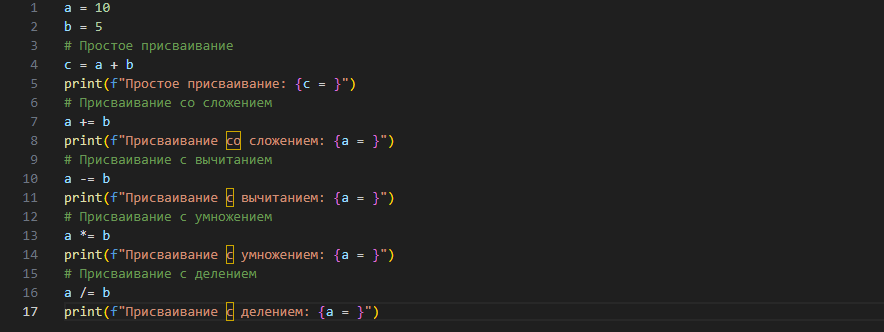 1 a = 10
2 b = 5
3 # Простое присваивание
4 c = a + b
5 print(f"Простое присваивание: {c = }")
6 # Присваивание со сложением
7 a += b
8 print(f"Присваивание со сложением: {a = }")
9 # Присваивание с вычитанием
10 a -= b
11 print(f"Присваивание с вычитанием: {a = }")
12 # Присваивание с умножением
13 a *= b
14 print(f"Присваивание с умножением: {a = }")
15 # Присваивание с делением
16 a /= b
17 print(f"Присваивание с делением: {a = }")